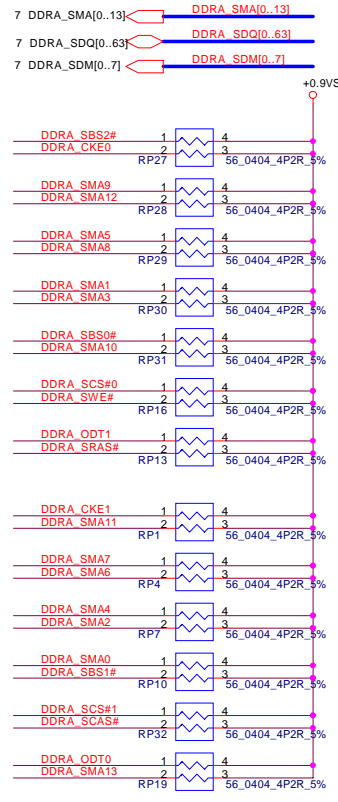 7 DDRA_SMA[0..13] DDRA_SMA[0..13]
7 DDRA_SDQ[0..63] DDRA_SDQ[0..63]
7 DDRA_SDM[0..7] DDRA_SDM[0..7]
+0.9VS
DDRA_SBS2# 1 4
DDRA_CKE0 2 3
RP27 56_0404_4P2R_5%
DDRA_SMA9 1 4
DDRA_SMA12 2 3
RP28 56_0404_4P2R_5%
DDRA_SMA5 1 4
DDRA_SMA8 2 3
RP29 56_0404_4P2R_5%
DDRA_SMA1 1 4
DDRA_SMA3 2 3
RP30 56_0404_4P2R_5%
DDRA_SBS0# 1 4
DDRA_SMA10 2 3
RP31 56_0404_4P2R_5%
DDRA_SCS#0 1 4
DDRA_SWE# 2 3
RP16 56_0404_4P2R_5%
DDRA_ODT1 1 4
DDRA_SRAS# 2 3
RP13 56_0404_4P2R_5%
DDRA_CKE1 1 4
DDRA_SMA11 2 3
RP1 56_0404_4P2R_5%
DDRA_SMA7 1 4
DDRA_SMA6 2 3
RP4 56_0404_4P2R_5%
DDRA_SMA4 1 4
DDRA_SMA2 2 3
RP7 56_0404_4P2R_5%
DDRA_SMA0 1 4
DDRA_SBS1# 2 3
RP10 56_0404_4P2R_5%
DDRA_SCS#1 1 4
DDRA_SCAS# 2 3
RP32 56_0404_4P2R_5%
DDRA_ODT0 1 4
DDRA_SMA13 2 3
RP19 56_0404_4P2R_5%